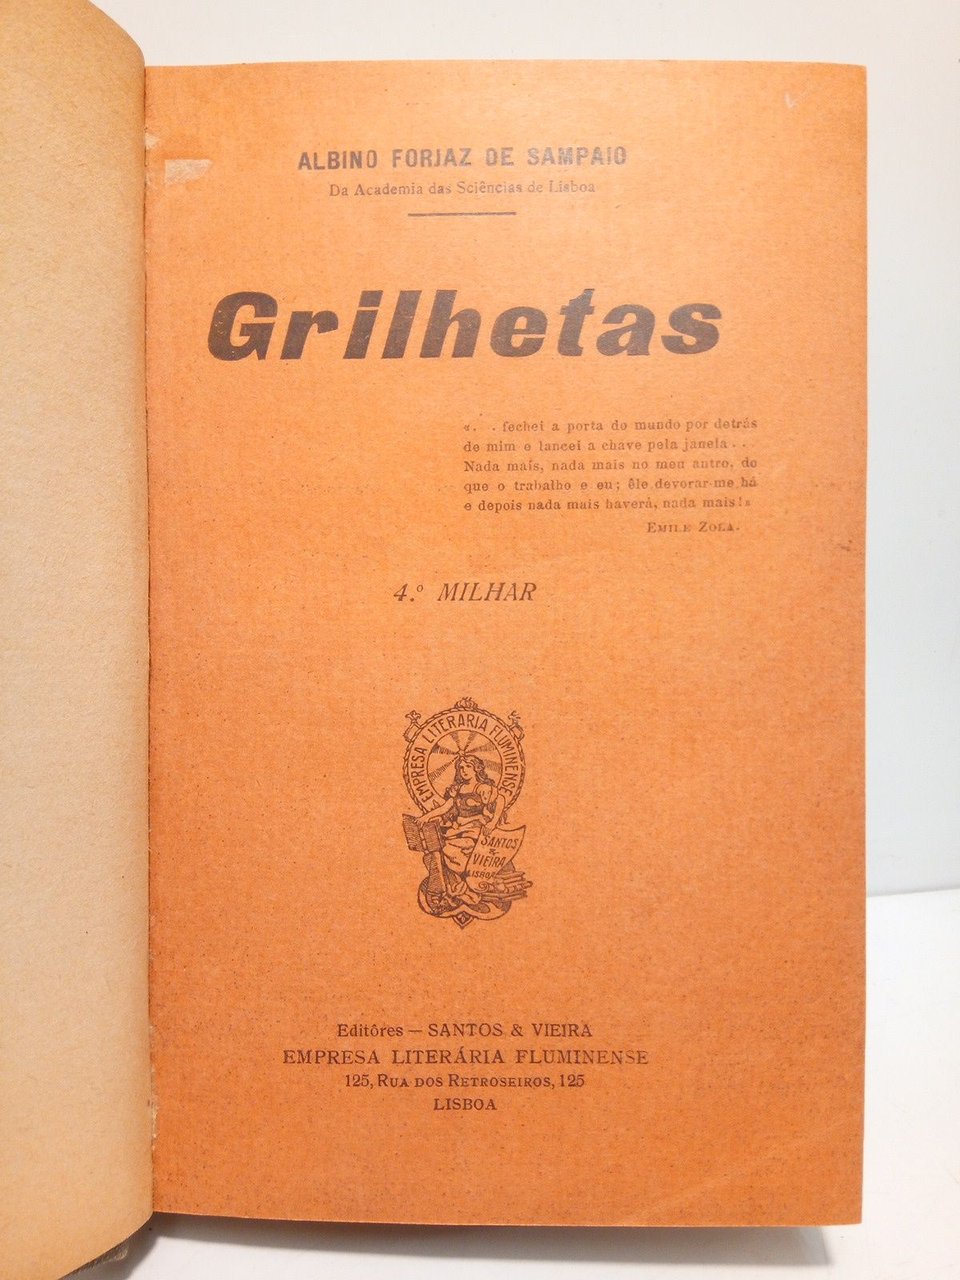 ALBINO FORJAZ DE SAMPAIO
Da Academia das Sciências de Lisboa
Grilhetas
«. . fechei a porta do mundo por detrás
de mim e lancei a chave pela janela . . .
Nada mais, nada mais no meu antro, do
que o trabalho e eu; êle devorar-me há
e depois nada mais haverá, nada mais!»
EMILE ZOLA.
4.º MILHAR
EMPRESA LITERARIA FLUMINENSE
SANTOS
&
VIEIRA
LISBOA
Editôres — SANTOS & VIEIRA
EMPRESA LITERÁRIA FLUMINENSE
125, RUA DOS RETROSEIROS, 125
LISBOA